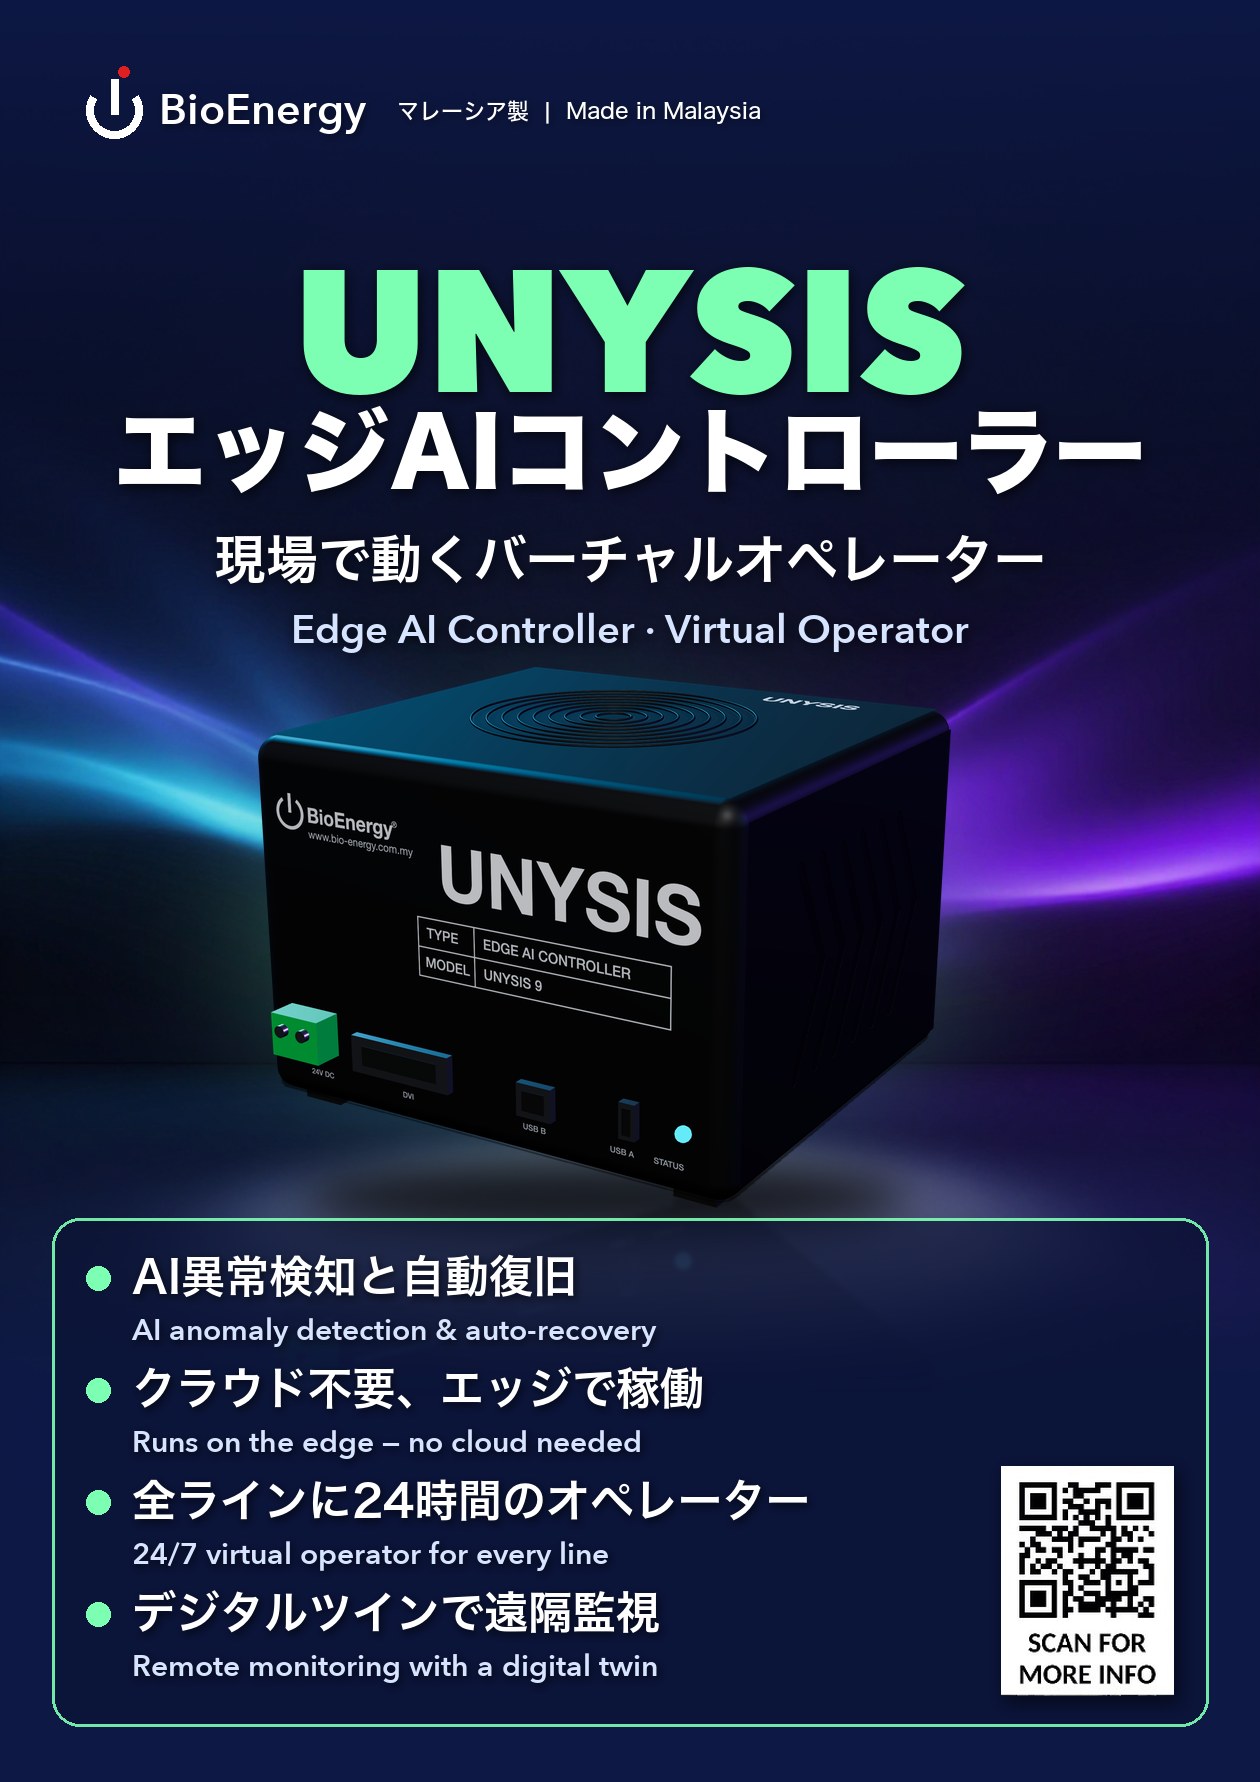 BioEnergy マレーシア製 | Made in Malaysia
UNYSIS
エッジAIコントローラー
現場で動くバーチャルオペレーター
Edge AI Controller · Virtual Operator
UNYSIS
BioEnergy®
www.bio-energy.com.my
UNYSIS
TYPE EDGE AI CONTROLLER
MODEL UNYSIS 9
24V DC
DVI
USB B
USB A
STATUS
AI異常検知と自動復旧
AI anomaly detection & auto-recovery
クラウド不要、エッジで稼働
Runs on the edge – no cloud needed
全ラインに24時間のオペレーター
24/7 virtual operator for every line
デジタルツインで遠隔監視
Remote monitoring with a digital twin
SCAN FOR
MORE INFO